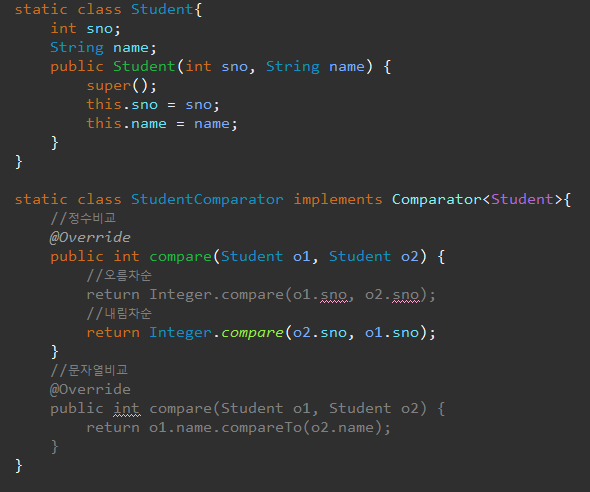 static class Student{
int sno;
String name;
public Student(int sno, String name) {
super();
this.sno = sno;
this.name = name;
}
}
static class StudentComparator implements Comparator<Student>{
//정수비교
@Override
public int compare(Student o1, Student o2) {
//오름차순
return Integer.compare(o1.sno, o2.sno);
//내림차순
return Integer.compare(o2.sno, o1.sno);
}
//문자열비교
@Override
public int compare(Student o1, Student o2) {
return o1.name.compareTo(o2.name);
}
}